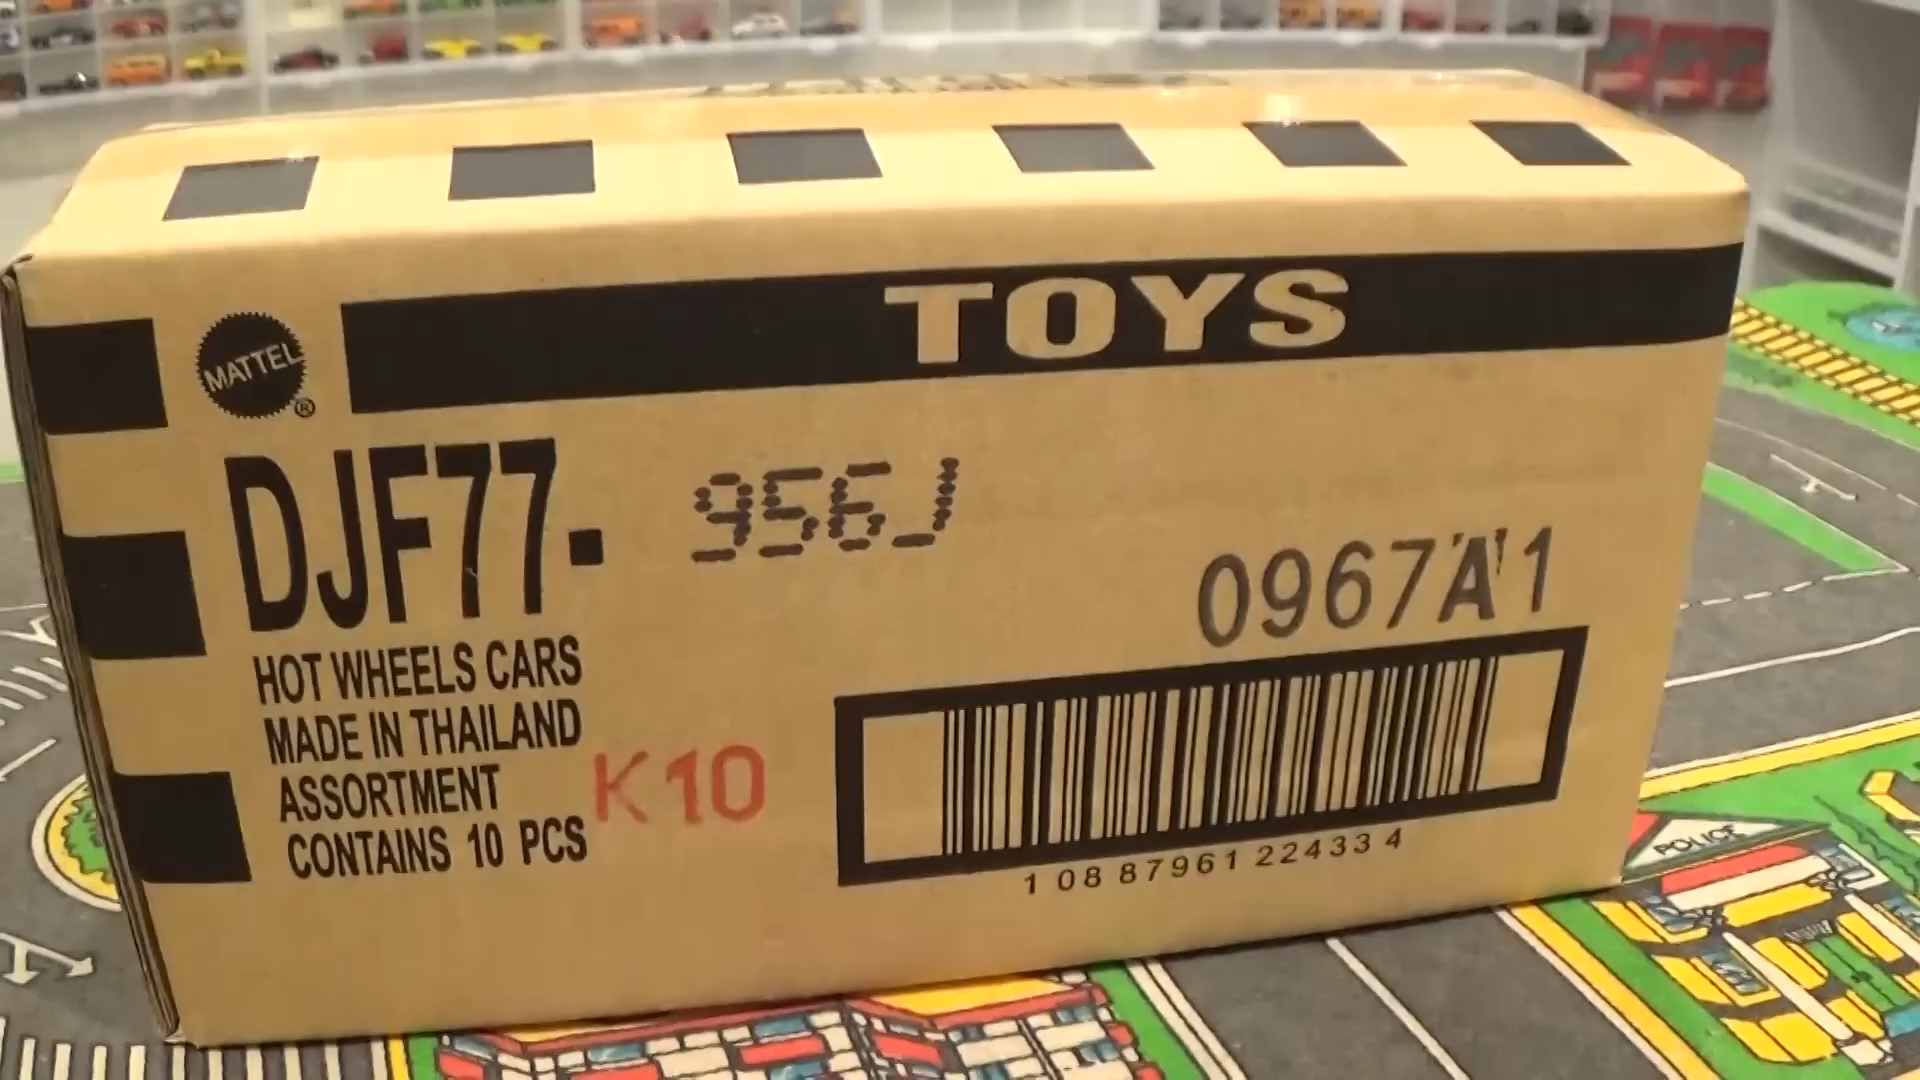 TOYS
MATTEL
®
DJF77-
956J
0967A1
HOT WHEELS CARS
MADE IN THAILAND
ASSORTMENT
K10
CONTAINS 10 PCS
1 08 87961 22433 4
POLICE